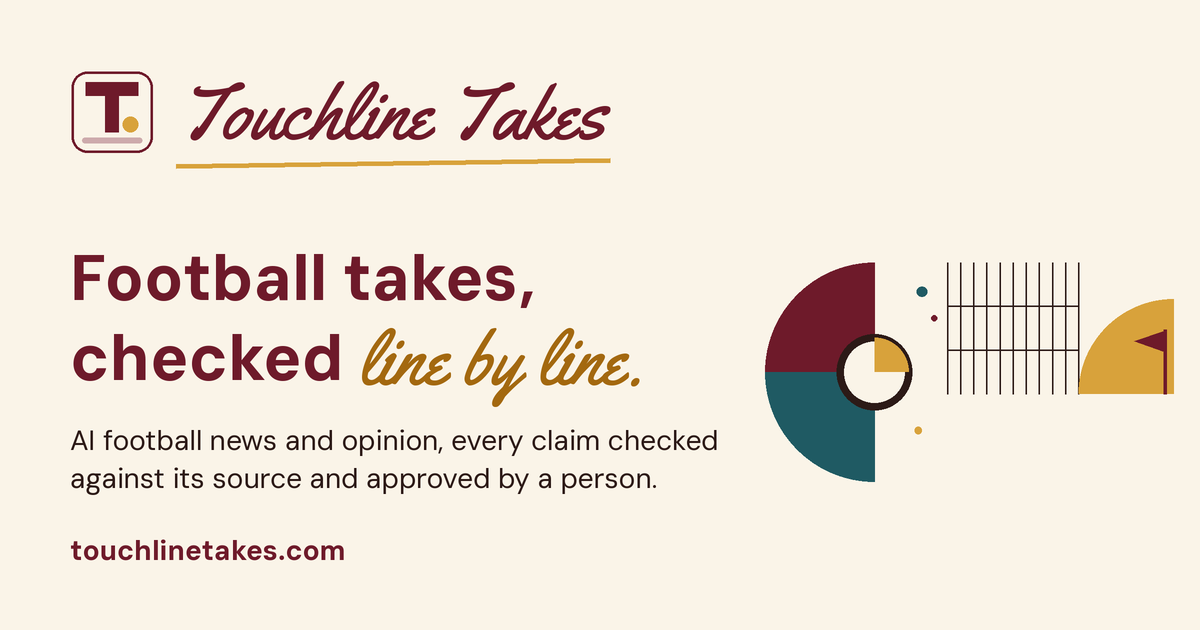 T.
Touchline Takes
Football takes,
checked line by line.
AI football news and opinion, every claim checked
against its source and approved by a person.
touchlinetakes.com